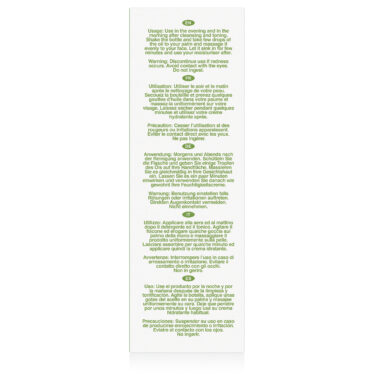 EN
Usage: Use in the evening and in the
morning after cleansing and toning.
Shake the bottle and take few drops of
the oil to your palm and massage it
evenly to your face. Let it sink in for few
minutes and use your moisturiser after.
Warning: Discontinue use if redness
occurs. Avoid contact with the eyes.
Do not ingest.
FR
Utilisation: Utiliser le soir et le matin
après le nettoyage de votre peau.
Secouez la bouteille et prenez quelques
gouttes d'huile dans votre paume et
massez la uniformément sur votre
visage. Laissez sécher pendant quelques
minutes et utiliser votre crème
hydratante après.
Précaution: Cesser l'utilisation si des
rougeurs ou irritations apparaissent.
Eviter le contact direct avec les yeux.
Ne pas ingérer.
Anwendung: Morgens und Abends nach
der Reinigung anwenden. Schütteln Sie
die Flasche und geben Sie einige Tropfen
des Öls auf Ihre Handfläche. Massieren
Sie es gleichmäßig in Ihre Gesichtshaut
ein. Lassen Sie es ein paar Minuten
einwirken und verwenden Sie danach wie
gewohnt Ihre Feuchtigkeitscreme.
Warnung: Benutzung einstellen falls
Rötungen oder Irritationen auftreten.
Direkten Augenkontakt vermeiden.
Nicht einnehmen.
IT
Utilizzo: Applicare alla sera ed al mattino
dopo il detergente ed il tonico. Agitare il
flacone ed erogare qualche goccia sul
palmo della mano e massaggiare il
prodotto uniformemente sulla pelle.
Lasciare assorbire per qualche minuto ed
applicare quindi la crema idratante.
Avvertenze: Interrompere l'uso in caso di
arrossamento o irritazione. Evitare il
contatto diretto con gli occhi.
Non in gerire.
ES
Uso: Use el producto por la noche y por
la mañana después de la limpieza y
tonificación. Agite la botella, aplique unas
gotas del aceite en su palma y masaje
uniformemente su cara. Deje que penetre
por unos minutos y luego use su crema
hidratante habitual.
Precauciones: Suspender su uso en caso
de producirse enrojecimiento o irritación.
Evitare el contacto con los ojos.
No ingerir.